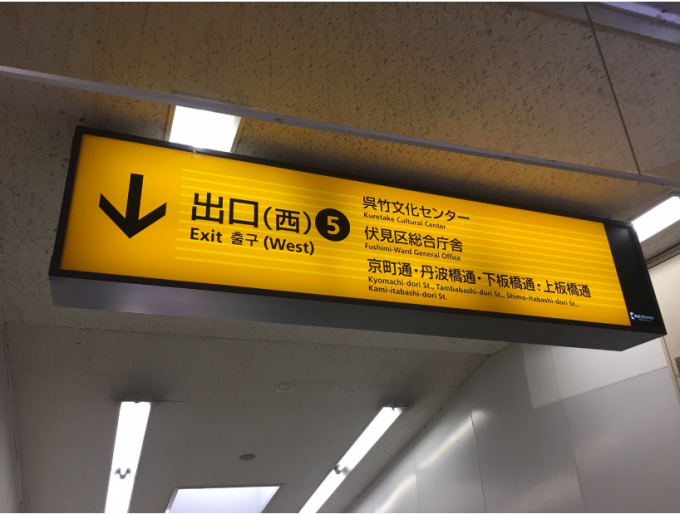 出口(西)5
Exit 출구 (West)
呉竹文化センター
Kuretake Cultural Center
伏見区総合庁舎
Fushimi-Ward General Office
京町通・丹波橋通・下板橋通・上板橋通
Kyomachi-dori St., Tambabashi-dori St., Shimo-itabashi-dori St.,
Kami-itabashi-dori St.
KEIHAN